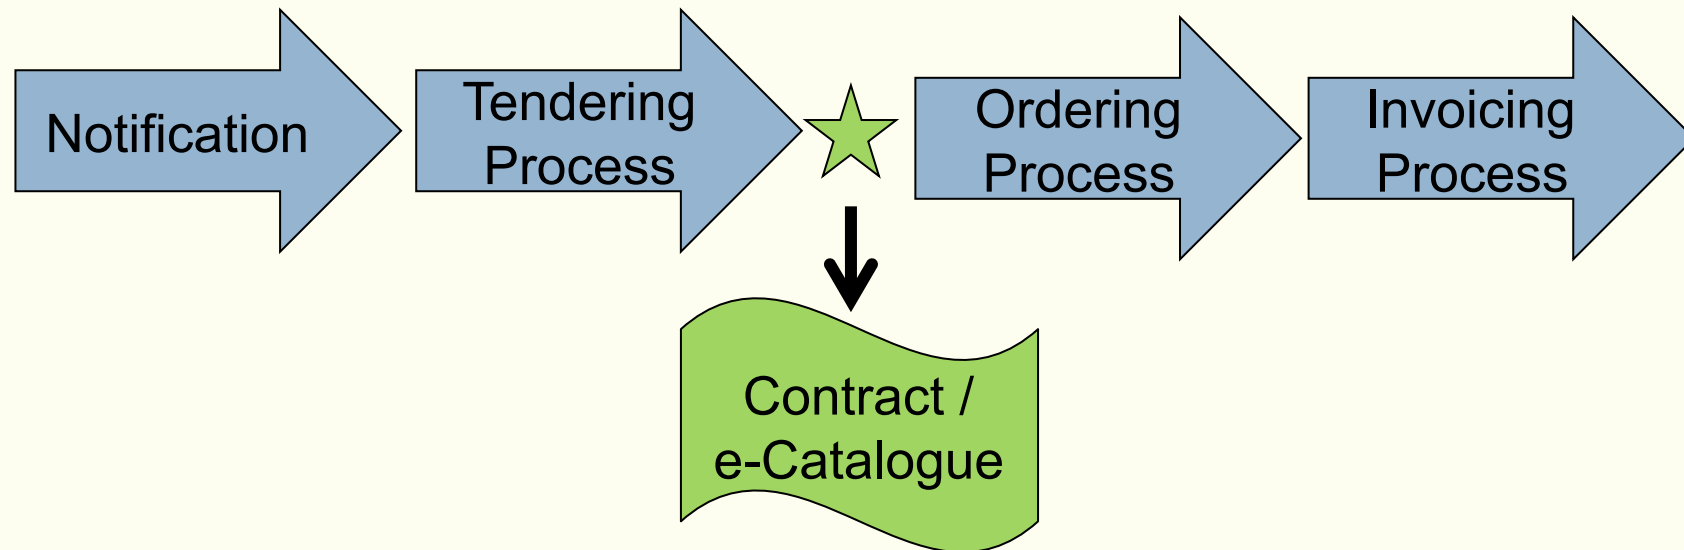 Notification
Tendering
Process
Ordering
Process
Invoicing
Process
Contract /
e-Catalogue